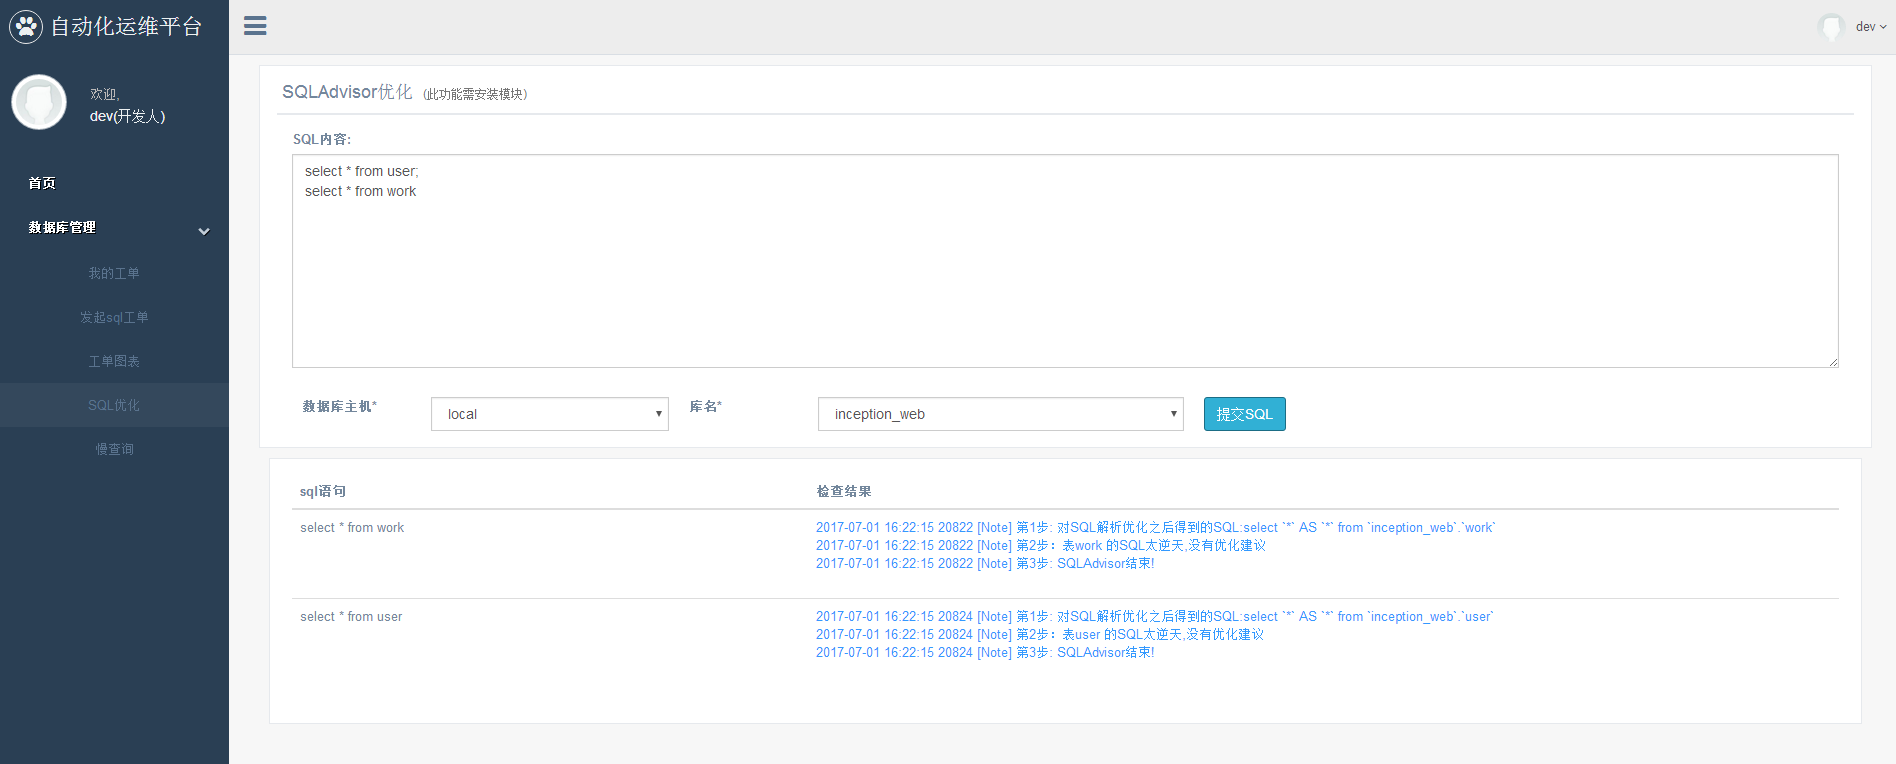 自动化运维平台
dev
欢迎,
dev(开发人)
首页
数据库管理
我的工单
发起sql工单
工单图表
SQL优化
慢查询
SQLAdvisor优化 (此功能需安装模块)
SQL内容:
select * from user;
select * from work
数据库主机*
local
库名*
inception_web
提交SQL
sql语句
检查结果
select * from work
2017-07-01 16:22:15 20822 [Note] 第1步: 对SQL解析优化之后得到的SQL:select `*` AS `*` from `inception_web`.`work`
2017-07-01 16:22:15 20822 [Note] 第2步：表work 的SQL太逆天,没有优化建议
2017-07-01 16:22:15 20822 [Note] 第3步: SQLAdvisor结束!
select * from user
2017-07-01 16:22:15 20824 [Note] 第1步: 对SQL解析优化之后得到的SQL:select `*` AS `*` from `inception_web`.`user`
2017-07-01 16:22:15 20824 [Note] 第2步：表user 的SQL太逆天,没有优化建议
2017-07-01 16:22:15 20824 [Note] 第3步: SQLAdvisor结束!